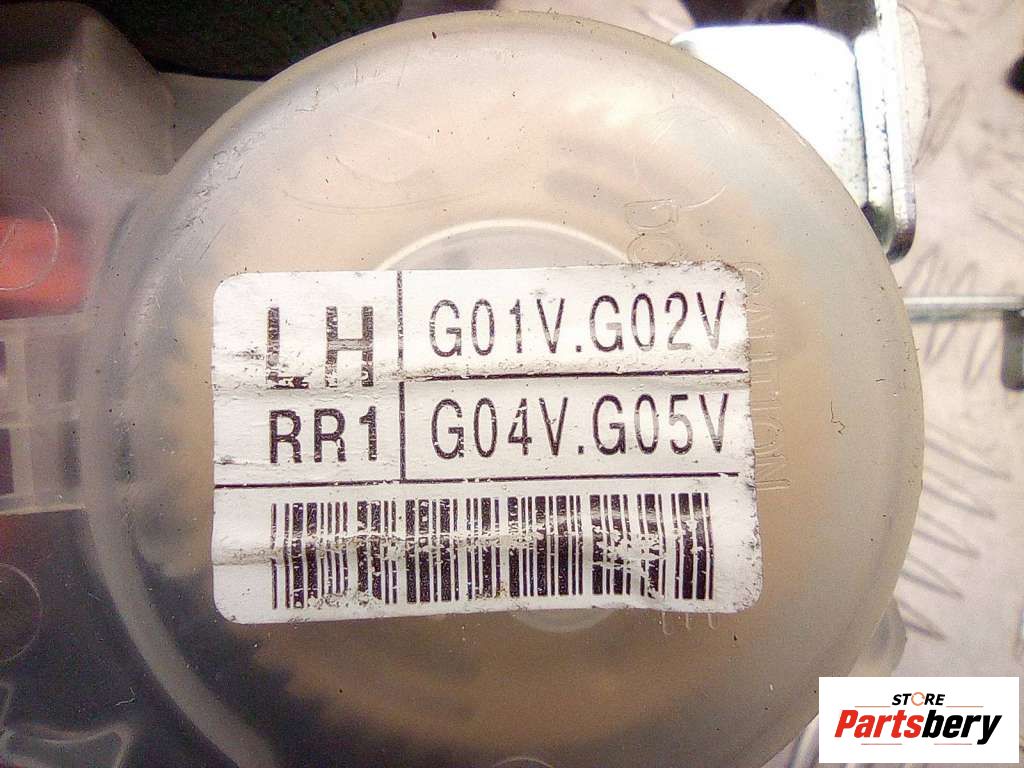 LH G01V.G02V
RR1 G04V.G05V
STORE
Partsbery